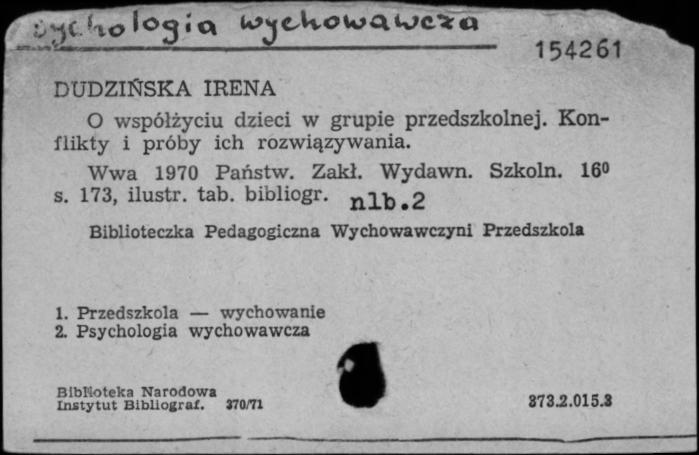 Psychologia wychowawcza
154261
DUDZIŃSKA IRENA
O współżyciu dzieci w grupie przedszkolnej. Kon-
flikty i próby ich rozwiązywania.
Wwa 1970 Państw. Zakł. Wydawn. Szkoln. 16⁰
s. 173, ilustr. tab. bibliogr. nlb.2
Biblioteczka Pedagogiczna Wychowawczyni Przedszkola
1. Przedszkola — wychowanie
2. Psychologia wychowawcza
Biblioteka Narodowa
Instytut Bibliograf. 370/71
373.2.015.3